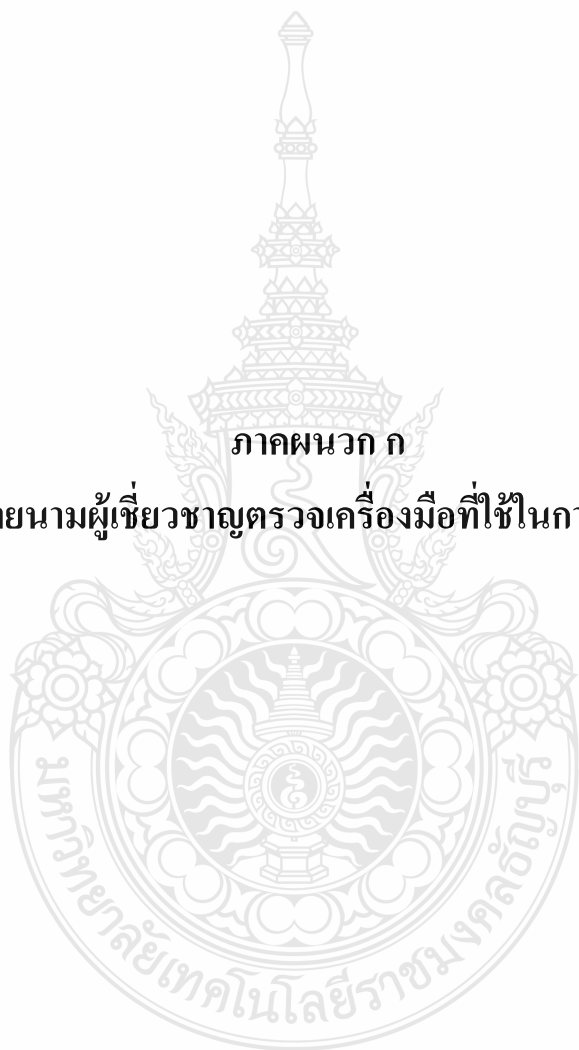 ภาคผนวก ก
ยนามผู้เชี่ยวชาญตรวจเครื่องมือที่ใช้ในกา
มหาวิทยาลัยเทคโนโลยีราชมงคลธัญบุรี